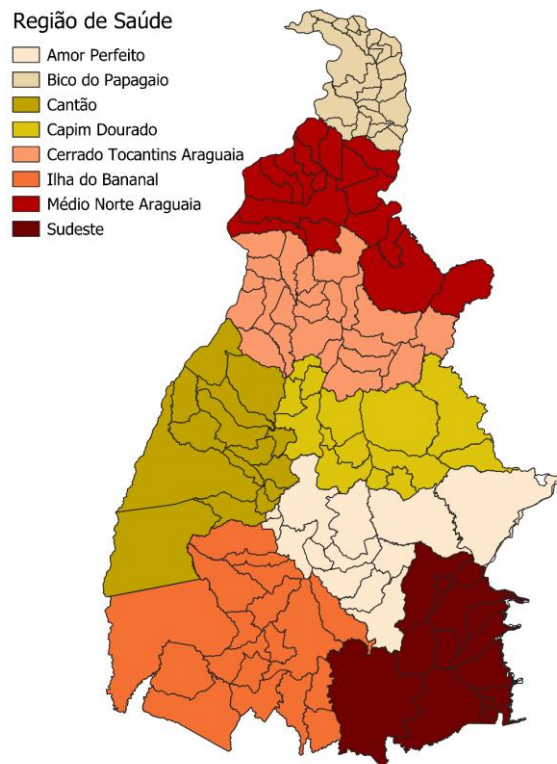 Região de Saúde
Amor Perfeito
Bico do Papagaio
Cantão
Capim Dourado
Cerrado Tocantins Araguaia
Ilha do Bananal
Médio Norte Araguaia
Sudeste